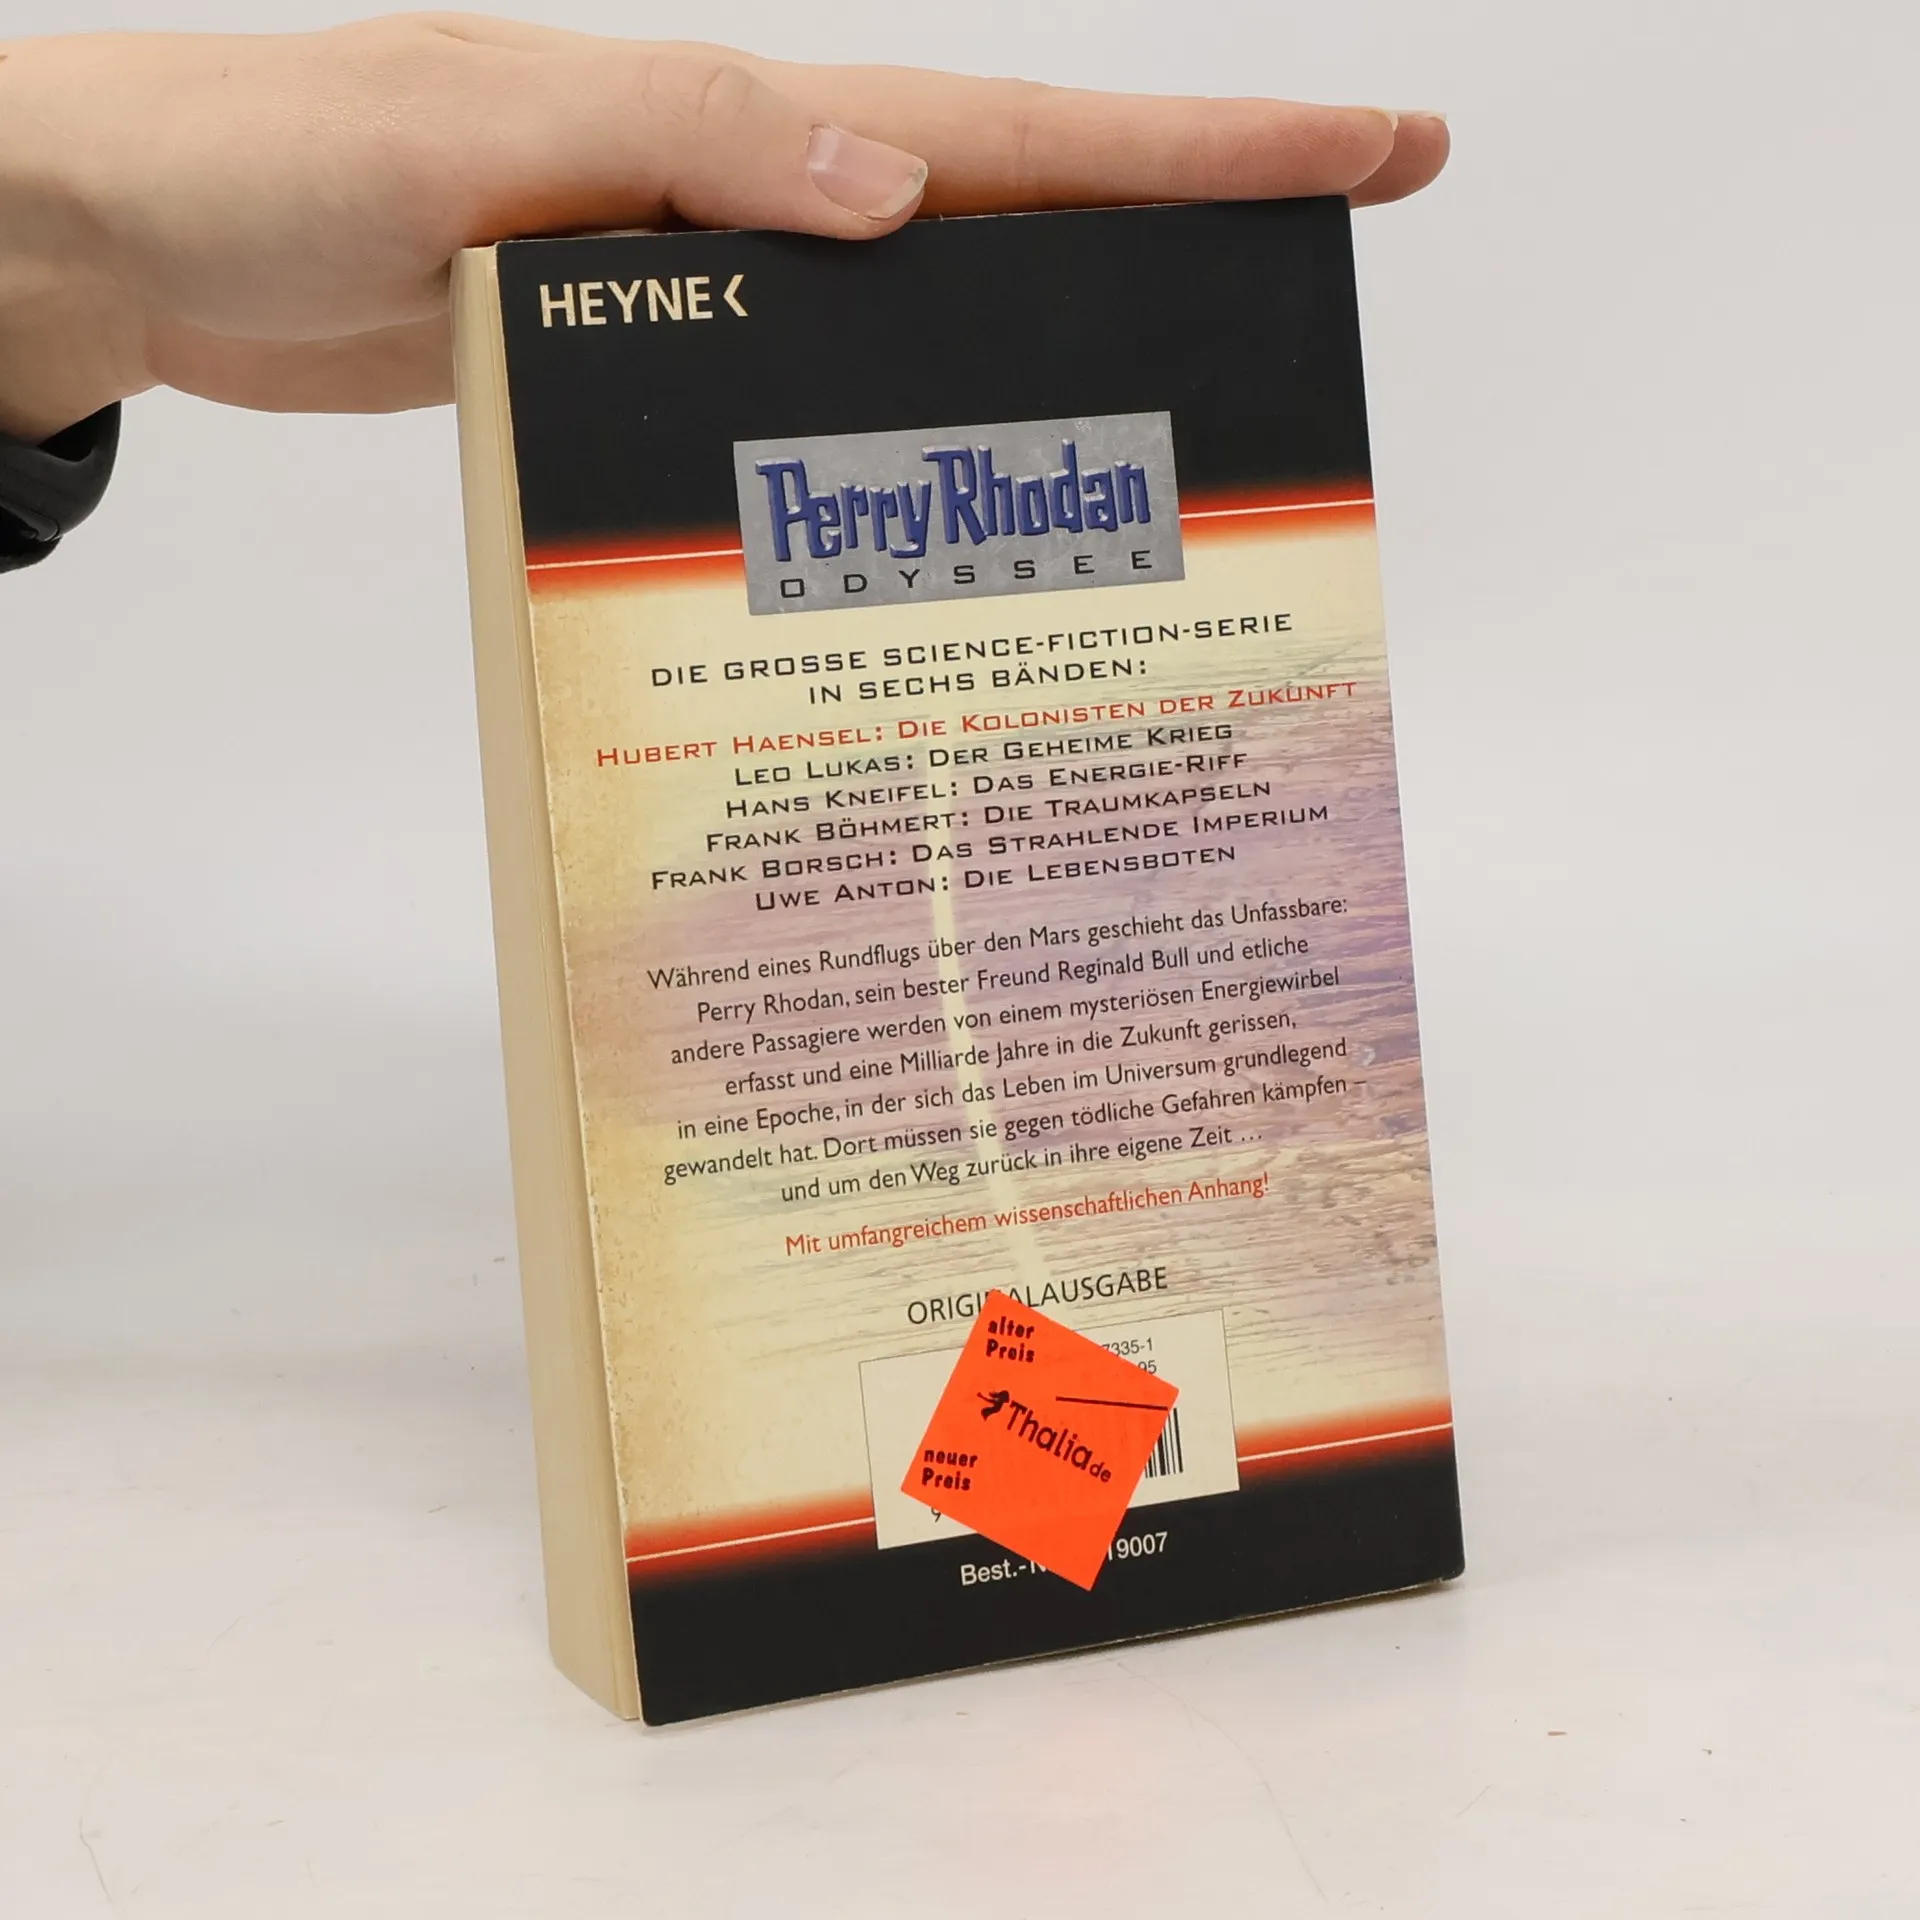 HEYNE <
Perry Rhodan
ODYSSEE
DIE GROSSE SCIENCE-FICTION-SERIE
IN SECHS BÄNDEN:
HUBERT HAENSEL: DIE KOLONISTEN DER ZUKUNFT
LEO LUKAS: DER GEHEIME KRIEG
HANS KNEIFEL: DAS ENERGIE-RIFF
FRANK BÖHMERT: DIE TRAUMKAPSELN
FRANK BORSCH: DAS STRAHLENDE IMPERIUM
UWE ANTON: DIE LEBENSBOTEN
Während eines Rundflugs über den Mars geschieht das Unfassbare:
Perry Rhodan, sein bester Freund Reginald Bull und etliche
andere Passagiere werden von einem mysteriösen Energiewirbel
erfasst und eine Milliarde Jahre in die Zukunft gerissen,
in eine Epoche, in der sich das Leben im Universum grundlegend
gewandelt hat. Dort müssen sie gegen tödliche Gefahren kämpfen –
und um den Weg zurück in ihre eigene Zeit ...
Mit umfangreichem wissenschaftlichen Anhang!
ORIGINALAUSGABE
alter
Preis
7335-1
95
Thalia.de
neuer
Preis
9
Best.- 19007